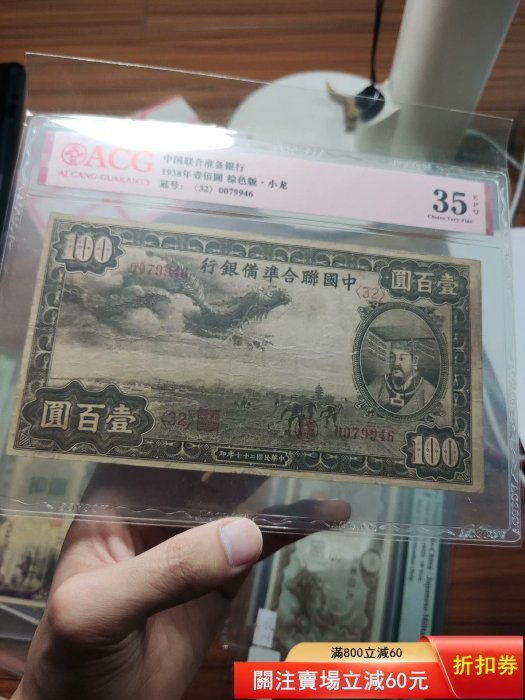 ACG
AI CANG GUARANTY
中国联合准备银行
1938年壹佰圆 棕色版·小龙
冠号:〈32〉0079946
35 EPQ
Choice Very Fine
100
0079946
行銀備準合聯國中
〈32〉
圓百壹
圓百壹
〈32〉
0079946
100
印年七十二國民華中
滿800立減60
關注賣場立減60元
折扣券